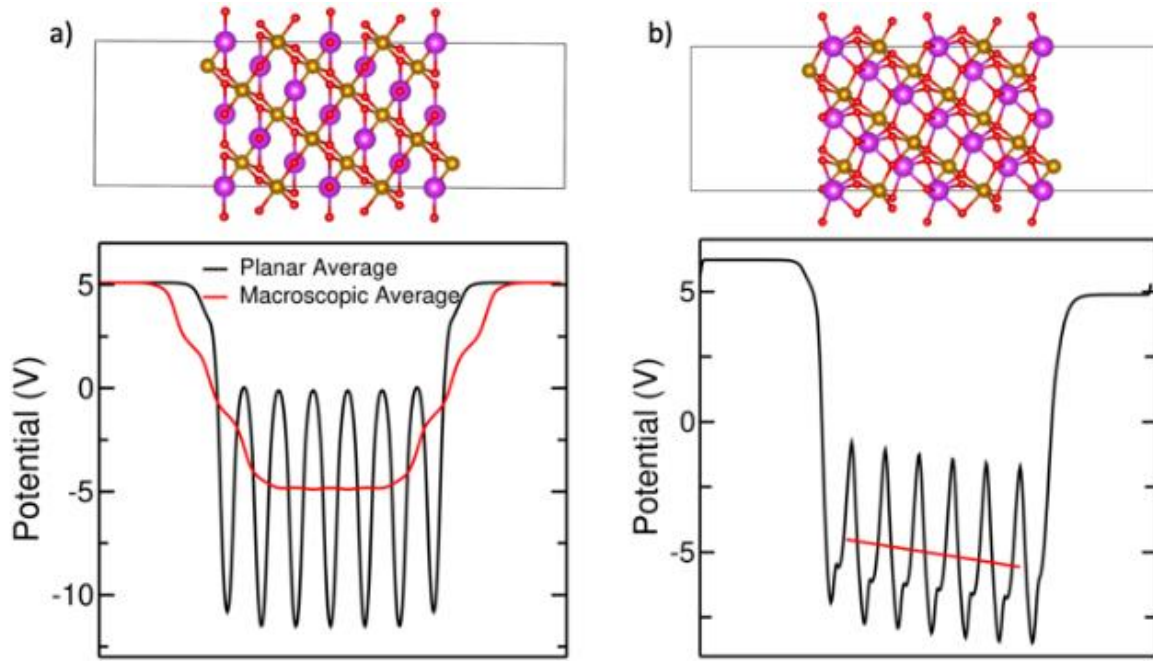 a)
b)
Planar Average
Macroscopic Average
Potential (V)
5
0
-5
-10
Potential (V)
5
0
-5